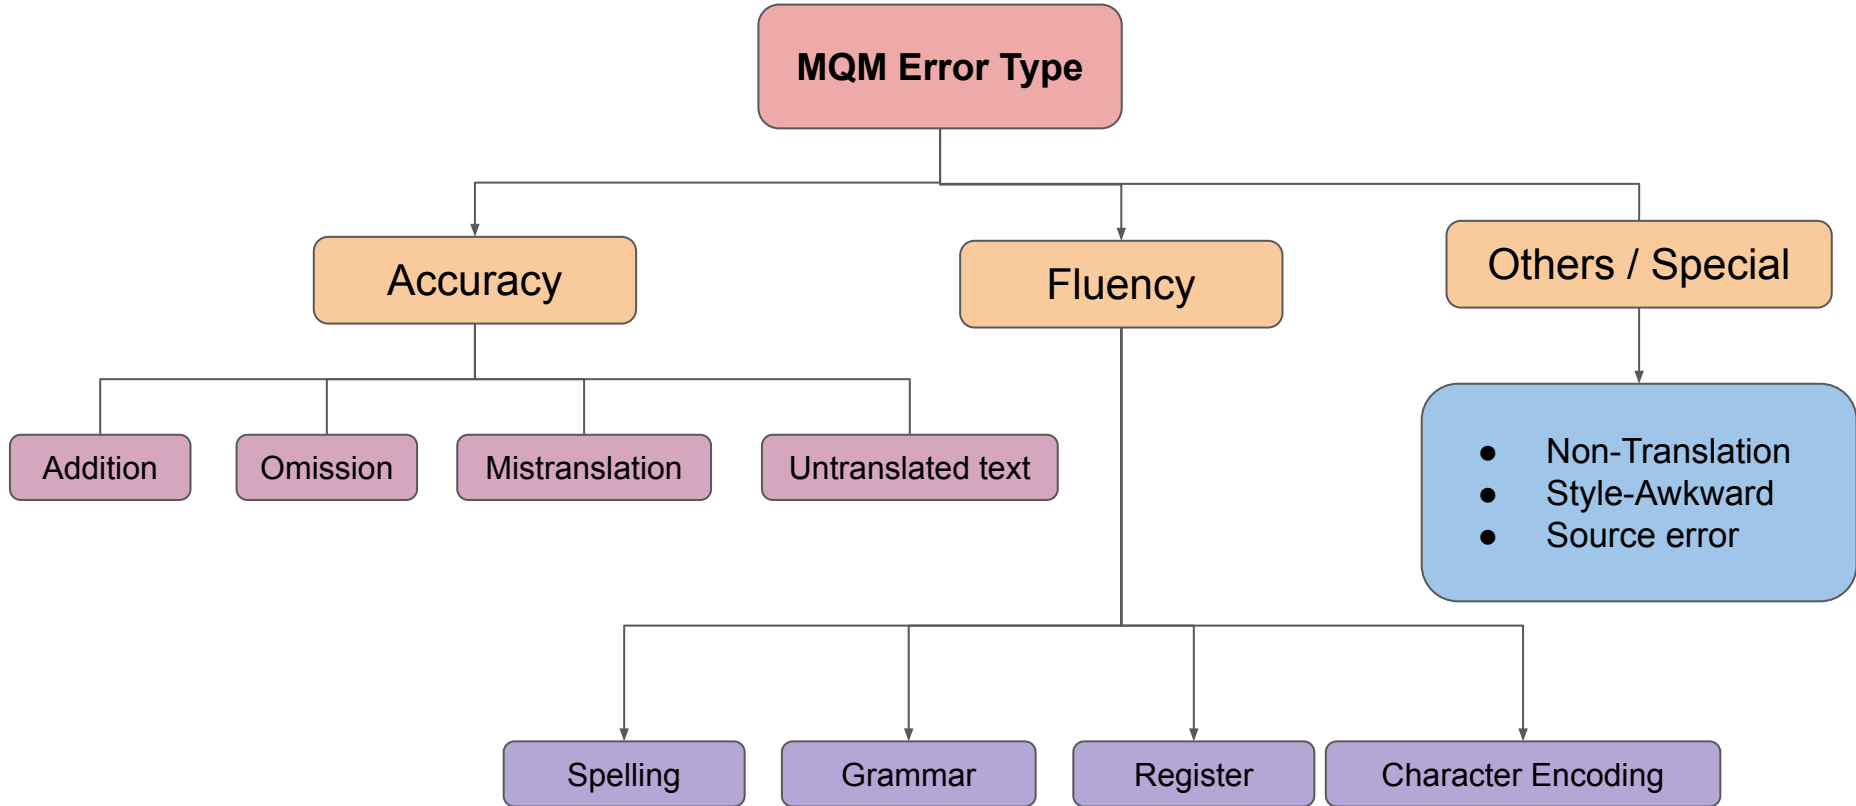 MQM Error Type
Accuracy
Fluency
Others / Special
Addition
Omission
Mistranslation
Untranslated text
● Non-Translation
● Style-Awkward
● Source error
Spelling
Grammar
Register
Character Encoding